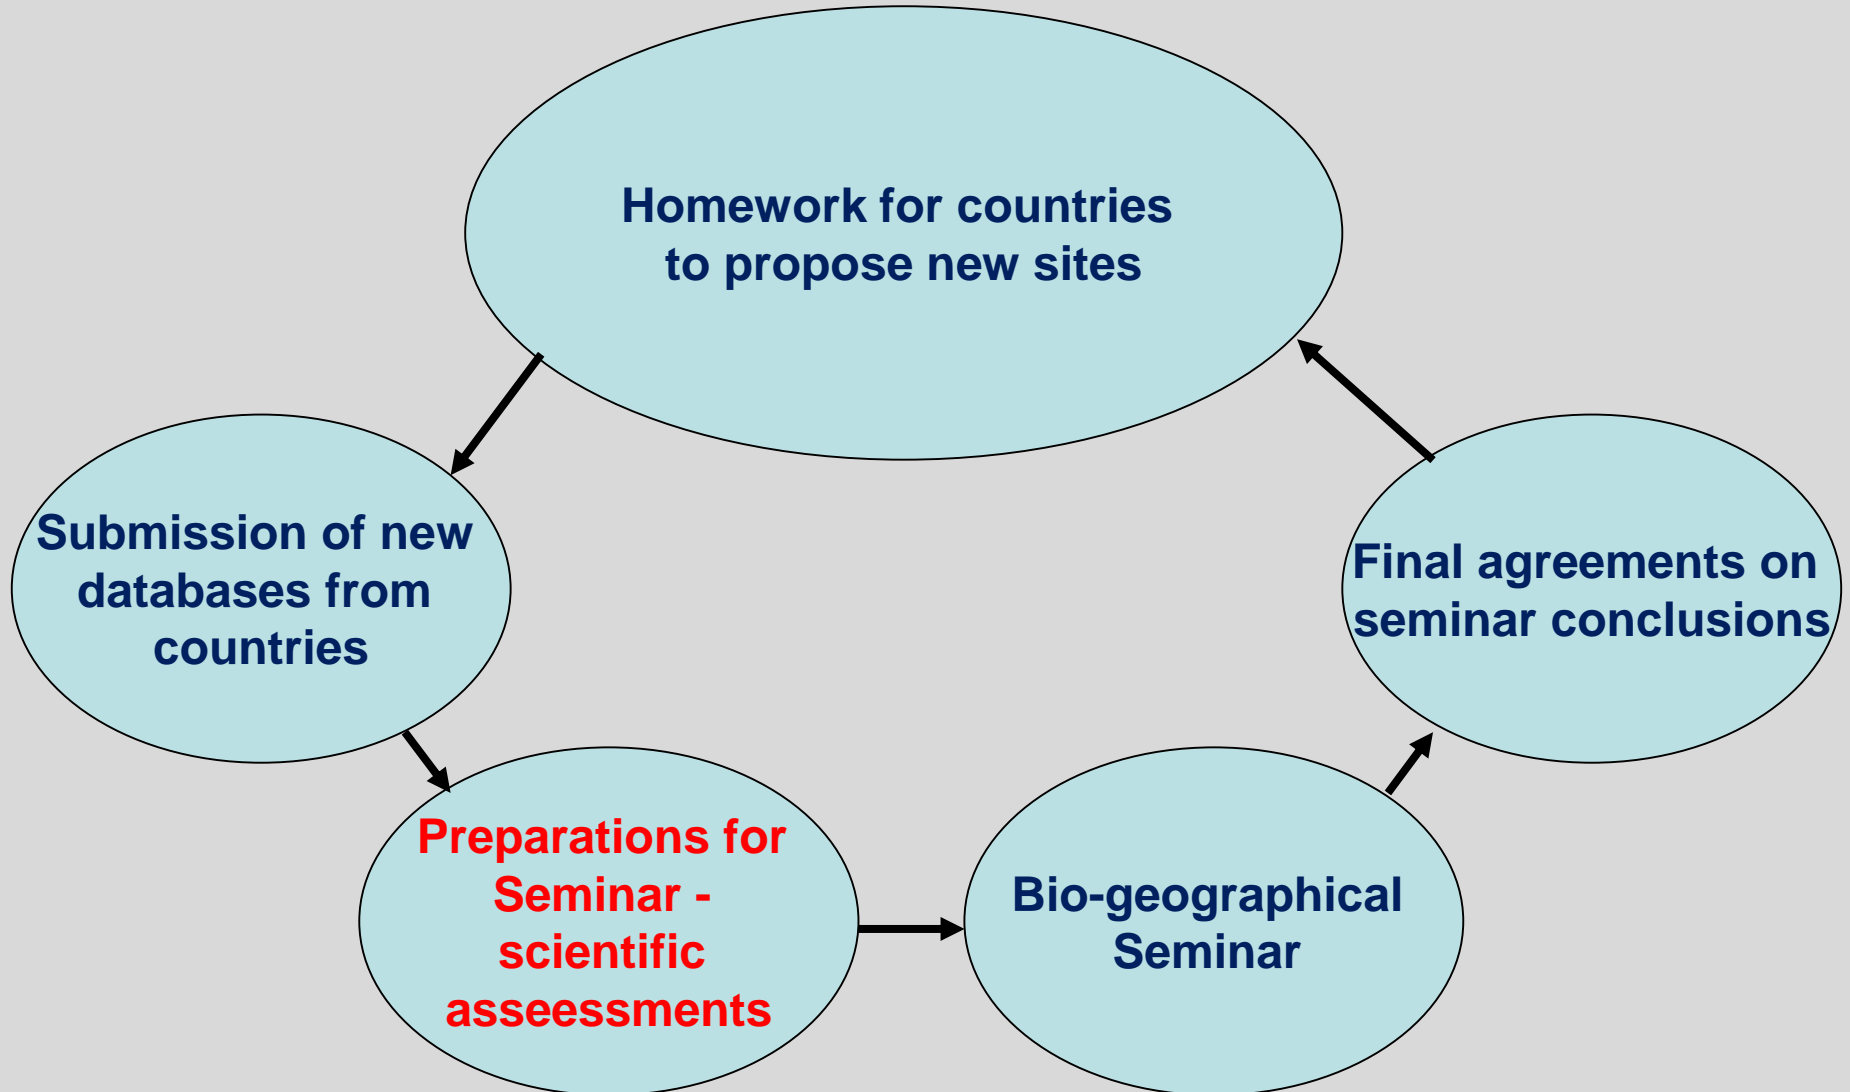 Homework for countries
to propose new sites
Submission of new
databases from
countries
Final agreements on
seminar conclusions
Preparations for
Seminar -
scientific
asseessments
Bio-geographical
Seminar